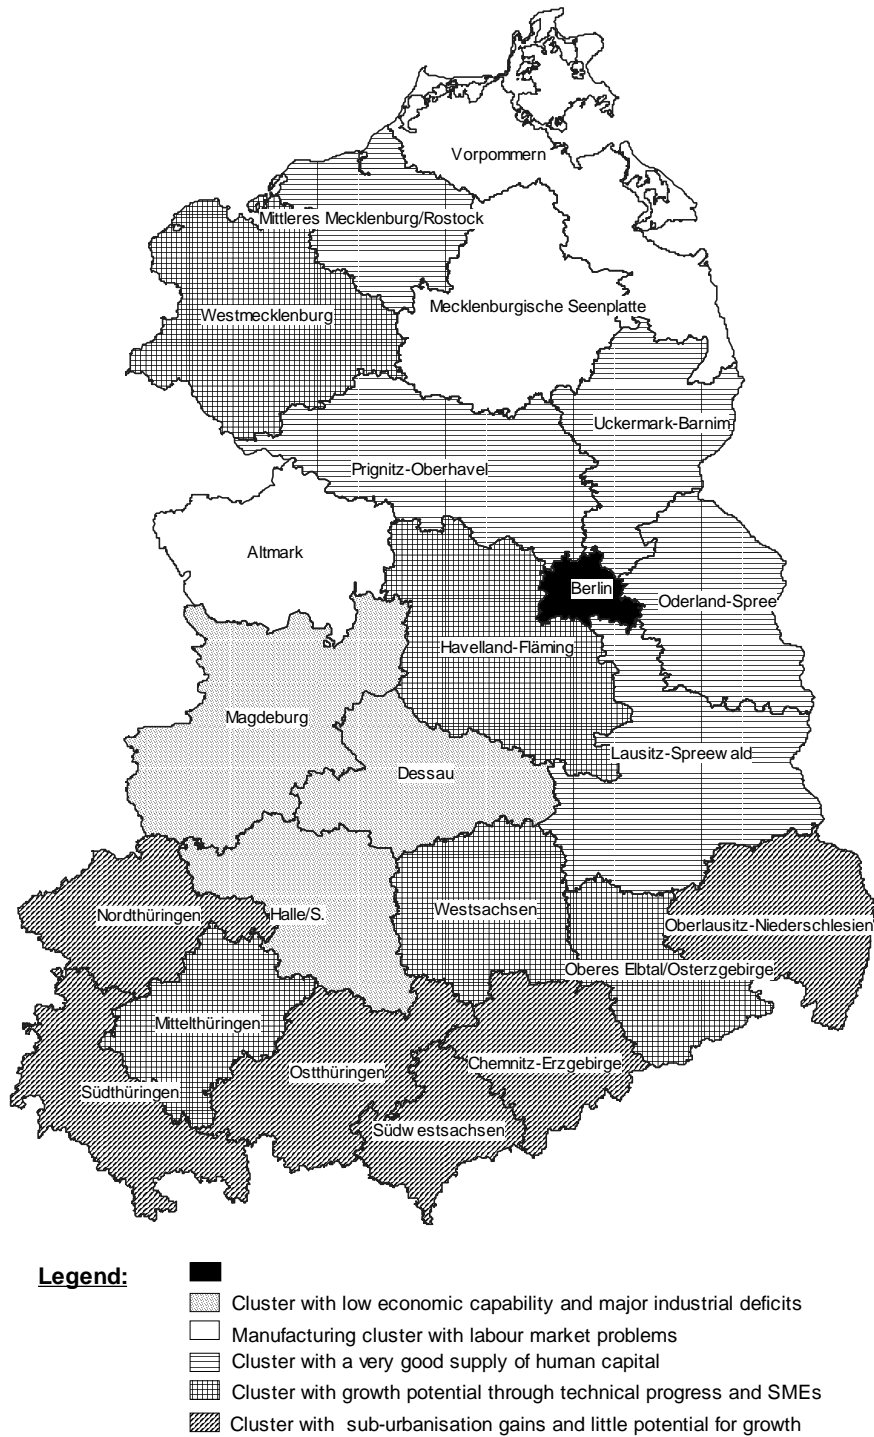 Vorpommern
Mittleres Mecklenburg/Rostock
Mecklenburgische Seenplatte
Westmecklenburg
Uckermark-Barnim
Prignitz-Oberhavel
Altmark
Berlin
Oderland-Spree
Havelland-Fläming
Magdeburg
Lausitz-Spreewald
Dessau
Westsachsen
Nordthüringen
Halle/S.
Oberlausitz-Niederschlesien
Oberes Elbtal/Osterzgebirge
Mittelthüringen
Chemnitz-Erzgebirge
Ostthüringen
Südthüringen
Südwestsachsen
Legend:
Cluster with low economic capability and major industrial deficits
Manufacturing cluster with labour market problems
Cluster with a very good supply of human capital
Cluster with growth potential through technical progress and SMEs
Cluster with sub-urbanisation gains and little potential for growth